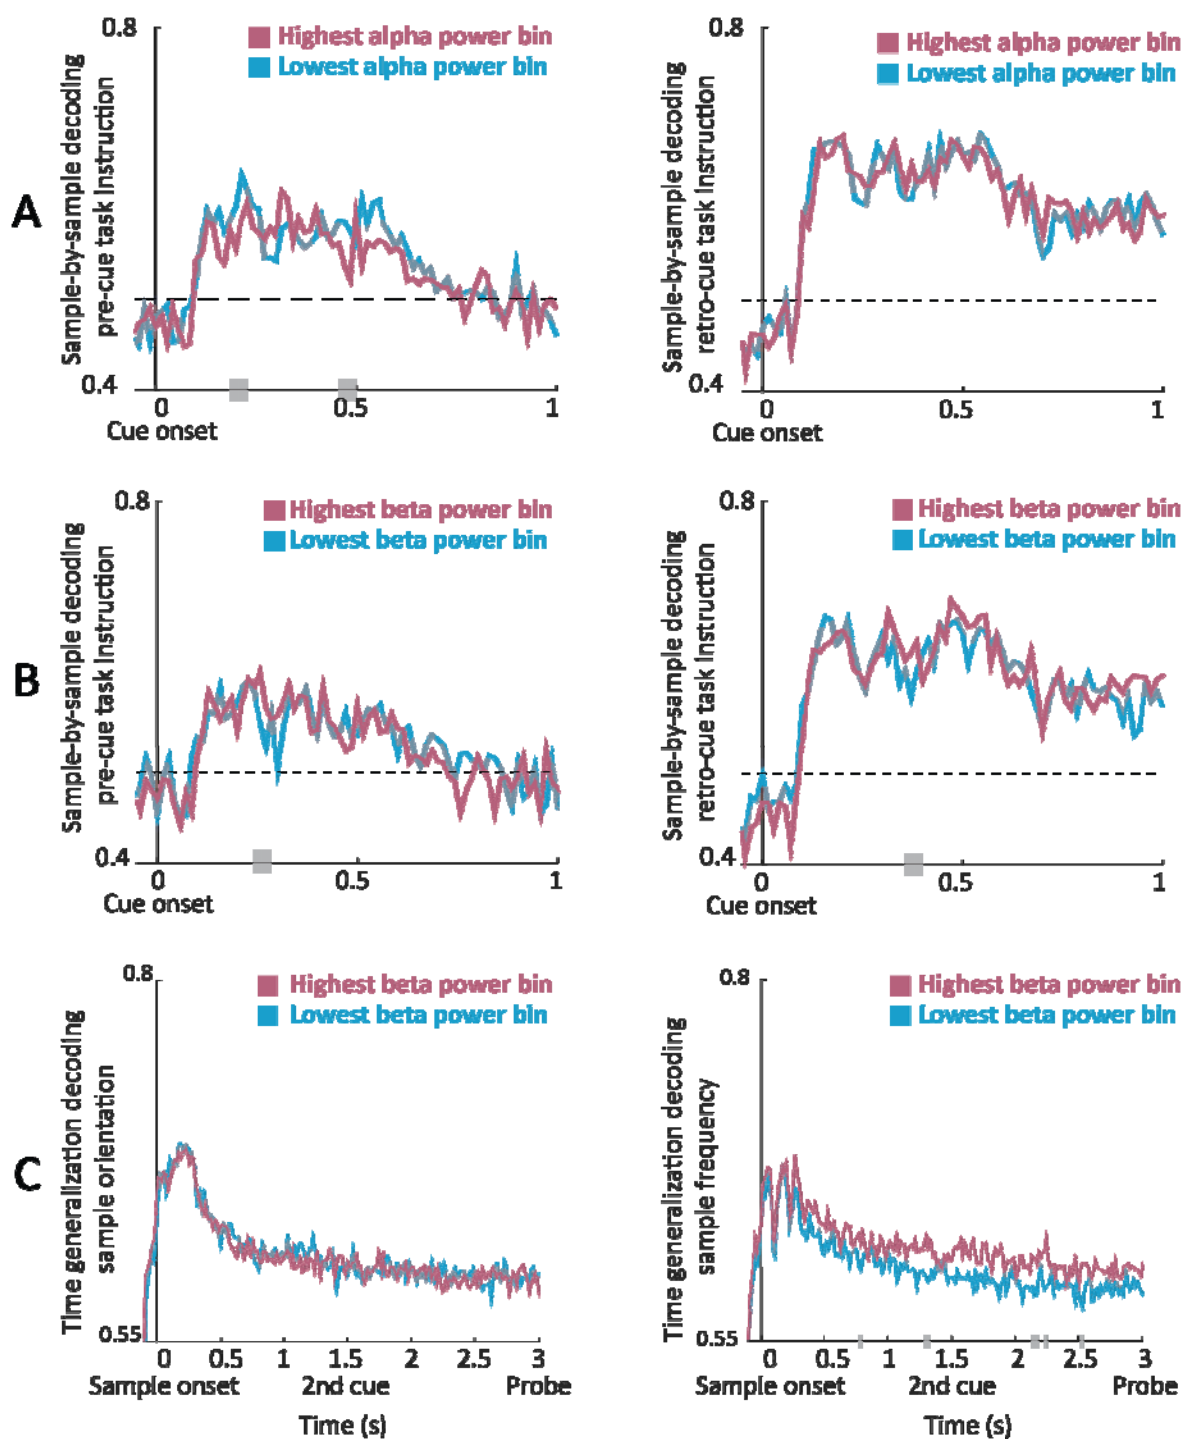 A
Sample-by-sample decoding
pre-cue task Instruction
0.8
Highest alpha power bin
Lowest alpha power bin
0.4
0
0.5
1
Cue onset
Sample-by-sample decoding
retro-cue task Instruction
0.8
Highest alpha power bin
Lowest alpha power bin
0.4
0
0.5
1
Cue onset
B
Sample-by-sample decoding
pre-cue task Instruction
0.8
Highest beta power bin
Lowest beta power bin
0.4
0
0.5
1
Cue onset
Sample-by-sample decoding
retro-cue task Instruction
0.8
Highest beta power bin
Lowest beta power bin
0.4
0
0.5
1
Cue onset
C
Time generalization decoding
sample orientation
0.8
Highest beta power bin
Lowest beta power bin
0.55
0 0.5 1 1.5 2 2.5 3
Sample onset 2nd cue Probe
Time (s)
Time generalization decoding
sample frequency
0.8
Highest beta power bin
Lowest beta power bin
0.55
0 0.5 1 1.5 2 2.5 3
Sample onset 2nd cue Probe
Time (s)